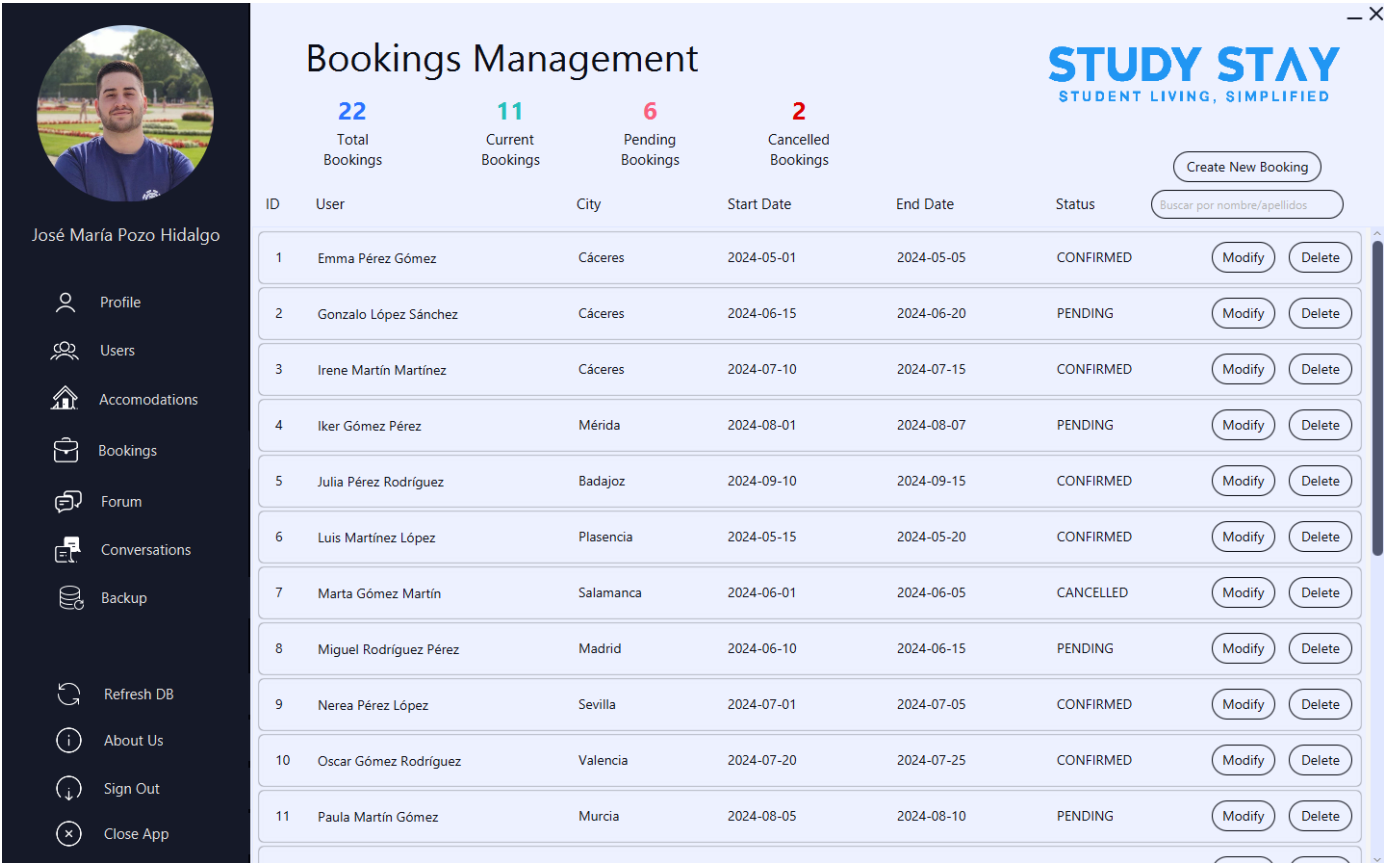 José María Pozo Hidalgo
Profile
Users
Accomodations
Bookings
Forum
Conversations
Backup
Refresh DB
About Us
Sign Out
Close App
Bookings Management
STUDY STAY
STUDENT LIVING, SIMPLIFIED
22 11 6 2
Total Current Pending Cancelled
Bookings Bookings Bookings Bookings
Create New Booking
ID User City Start Date End Date Status Buscar por nombre/apellidos
1 Emma Pérez Gómez Cáceres 2024-05-01 2024-05-05 CONFIRMED Modify Delete
2 Gonzalo López Sánchez Cáceres 2024-06-15 2024-06-20 PENDING Modify Delete
3 Irene Martín Martínez Cáceres 2024-07-10 2024-07-15 CONFIRMED Modify Delete
4 Iker Gómez Pérez Mérida 2024-08-01 2024-08-07 PENDING Modify Delete
5 Julia Pérez Rodríguez Badajoz 2024-09-10 2024-09-15 CONFIRMED Modify Delete
6 Luis Martínez López Plasencia 2024-05-15 2024-05-20 CONFIRMED Modify Delete
7 Marta Gómez Martín Salamanca 2024-06-01 2024-06-05 CANCELLED Modify Delete
8 Miguel Rodríguez Pérez Madrid 2024-06-10 2024-06-15 PENDING Modify Delete
9 Nerea Pérez López Sevilla 2024-07-01 2024-07-05 CONFIRMED Modify Delete
10 Oscar Gómez Rodríguez Valencia 2024-07-20 2024-07-25 CONFIRMED Modify Delete
11 Paula Martín Gómez Murcia 2024-08-05 2024-08-10 PENDING Modify Delete